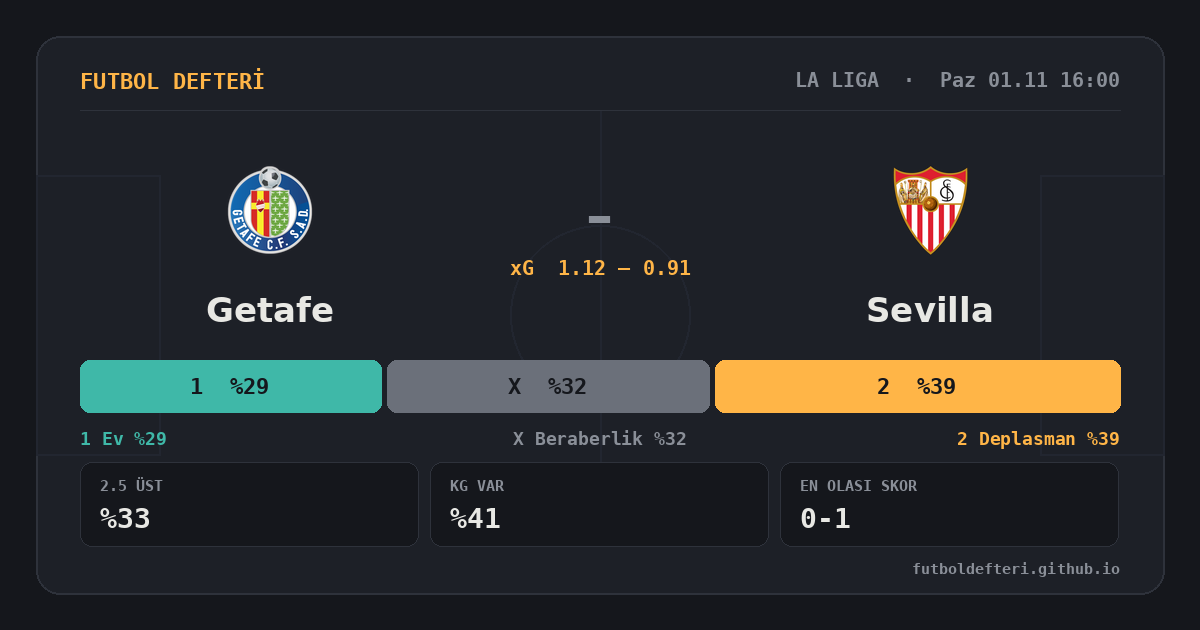 FUTBOL DEFTERİ
LA LIGA · Paz 01.11 16:00
GETAFE C.F. S.A.D.
–
xG 1.12 – 0.91
Getafe
Sevilla
1 %29
X %32
2 %39
1 Ev %29
X Beraberlik %32
2 Deplasman %39
2.5 ÜST
%33
KG VAR
%41
EN OLASI SKOR
0-1
futboldefteri.github.io